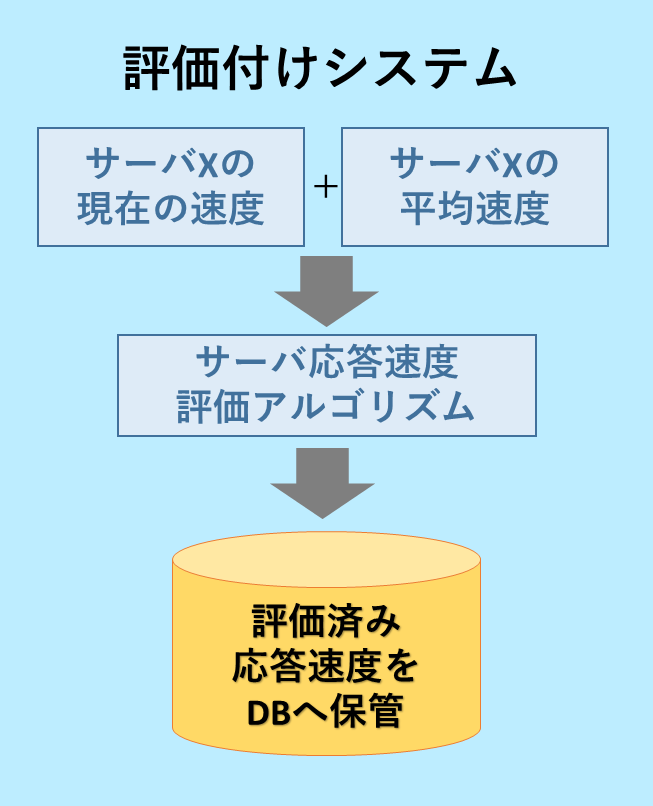 評価付けシステム
サーバXの
現在の速度
+
サーバXの
平均速度
サーバ応答速度
評価アルゴリズム
評価済み
応答速度を
DBへ保管